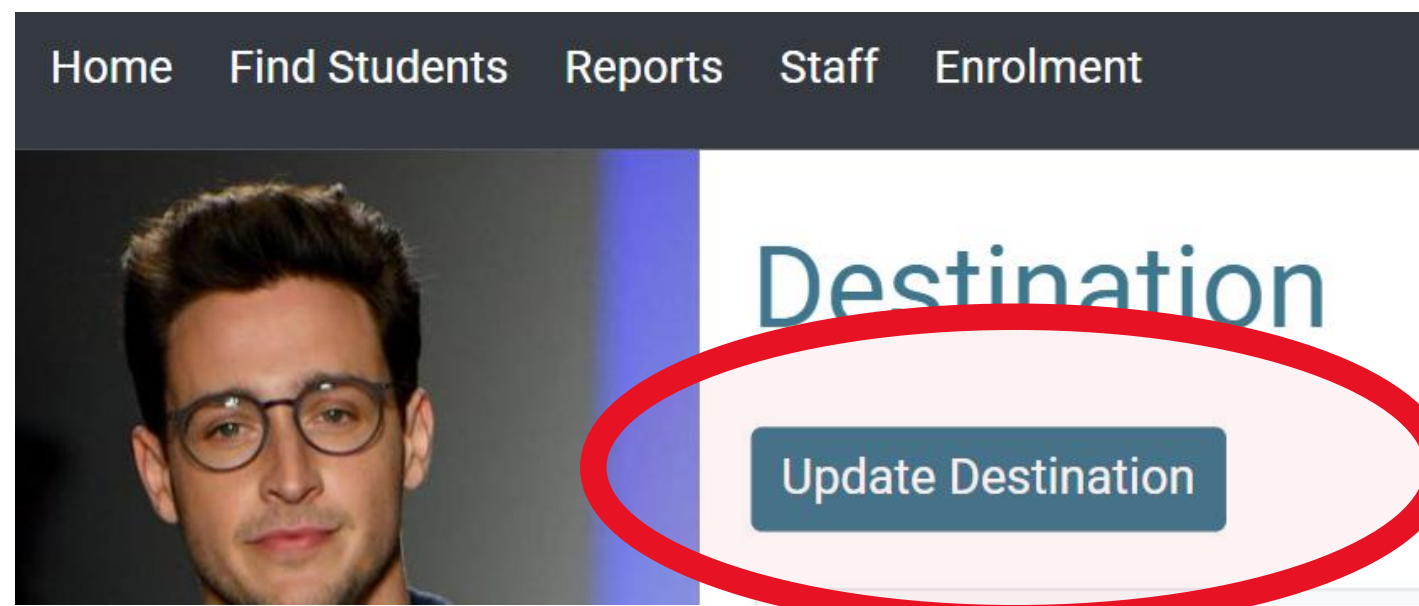 Home Find Students Reports Staff Enrolment
Destination
Update Destination